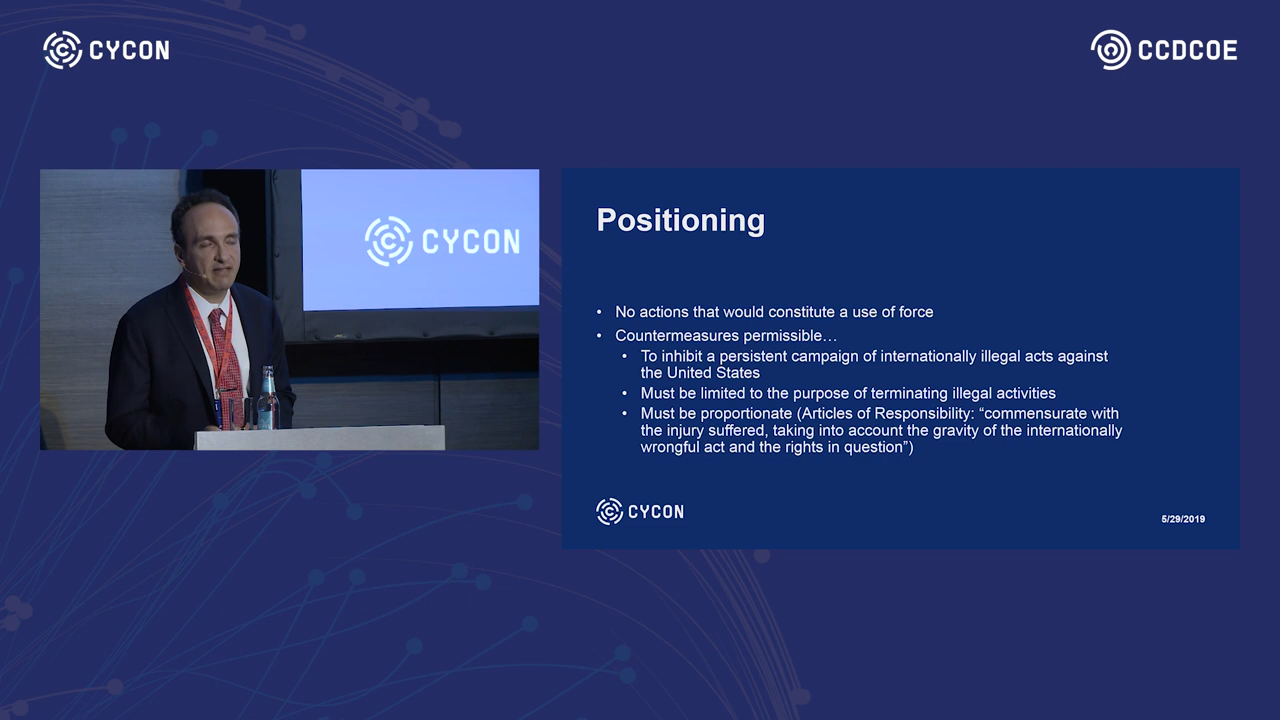 CYCON
CCDCOE
CYCON
Positioning
• No actions that would constitute a use of force
• Countermeasures permissible…
• To inhibit a persistent campaign of internationally illegal acts against
the United States
• Must be limited to the purpose of terminating illegal activities
• Must be proportionate (Articles of Responsibility: “commensurate with
the injury suffered, taking into account the gravity of the internationally
wrongful act and the rights in question”)
CYCON
5/29/2019